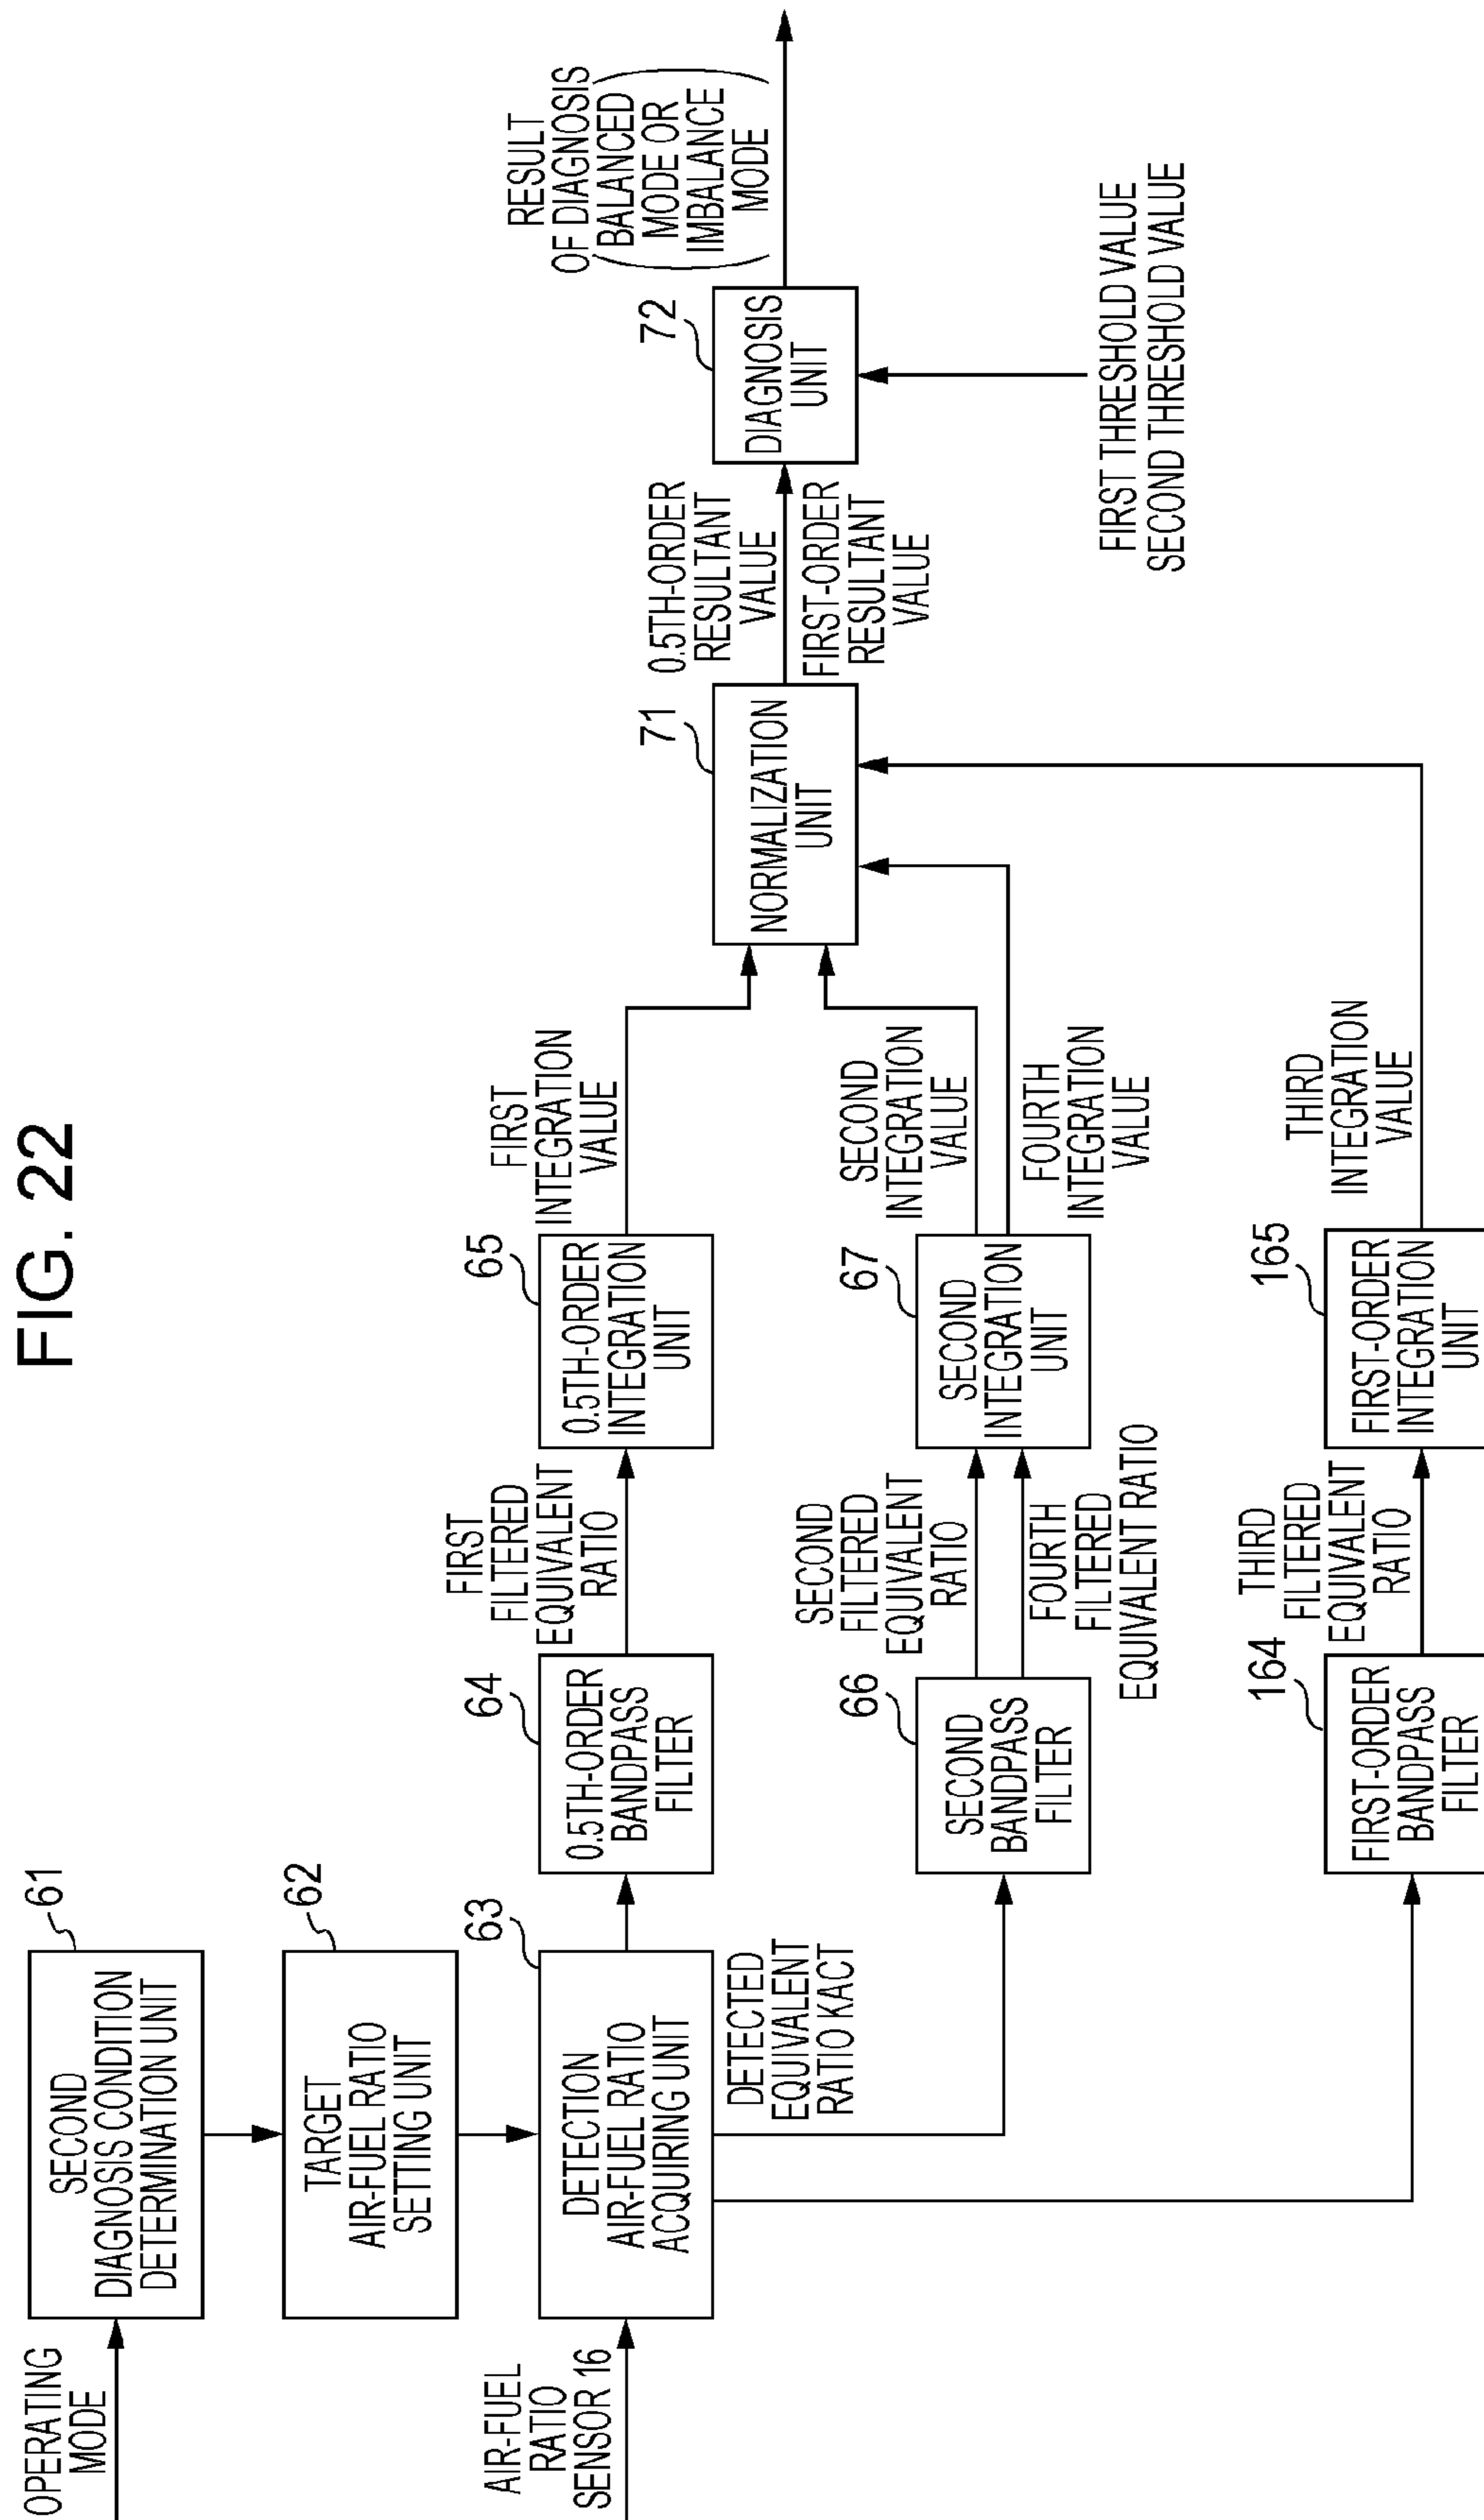 FIG. 22
OPERATING
MODE
61
SECOND
DIAGNOSIS CONDITION
DETERMINATION UNIT
62
TARGET
AIR-FUEL RATIO
SETTING UNIT
AIR-FUEL
RATIO
SENSOR 16
63
DETECTION
AIR-FUEL RATIO
ACQUIRING UNIT
DETECTED
EQUIVALENT
RATIO KACT
64
0.5TH-ORDER
BANDPASS
FILTER
FIRST
FILTERED
EQUIVALENT
RATIO
65
0.5TH-ORDER
INTEGRATION
UNIT
FIRST
INTEGRATION
VALUE
66
SECOND
BANDPASS
FILTER
SECOND
FILTERED
EQUIVALENT
RATIO
FOURTH
FILTERED
EQUIVALENT RATIO
67
SECOND
INTEGRATION
UNIT
SECOND
INTEGRATION
VALUE
FOURTH
INTEGRATION
VALUE
164
FIRST-ORDER
BANDPASS
FILTER
THIRD
FILTERED
EQUIVALENT
RATIO
165
FIRST-ORDER
INTEGRATION
UNIT
THIRD
INTEGRATION
VALUE
71
NORMALIZATION
UNIT
0.5TH-ORDER
RESULTANT
VALUE
FIRST-ORDER
RESULTANT
VALUE
72
DIAGNOSIS
UNIT
FIRST THRESHOLD VALUE
SECOND THRESHOLD VALUE
RESULT
OF DIAGNOSIS
(BALANCED
MODE OR
IMBALANCE
MODE)